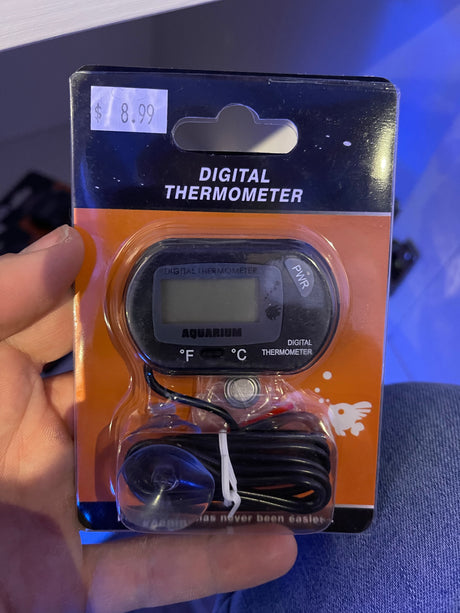 $ 8.99
DIGITAL
THERMOMETER
DIGITAL THERMOMETER
PWR
AQUARIUM
°F °C
DIGITAL
THERMOMETER
has never been easier